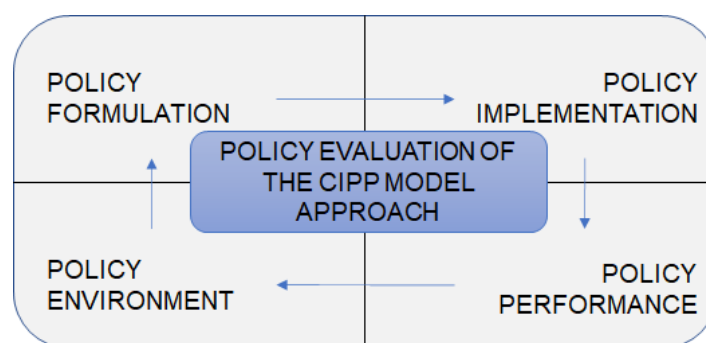 POLICY
FORMULATION
POLICY
IMPLEMENTATION
POLICY EVALUATION OF
THE CIPP MODEL
APPROACH
POLICY
ENVIRONMENT
POLICY
PERFORMANCE